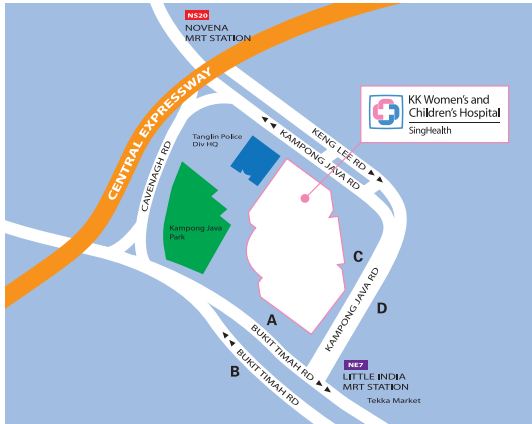 NS20
NOVENA
MRT STATION
CENTRAL EXPRESSWAY
CAVENAGH RD
Tanglin Police
Div HQ
KAMPONG JAVA RD
KENG LEE RD
KK Women's and
Children's Hospital
SingHealth
Kampong Java
Park
C
KAMPONG JAVA RD
D
A
BUKIT TIMAH RD
B
BUKIT TIMAH RD
NE7
LITTLE INDIA
MRT STATION
Tekka Market